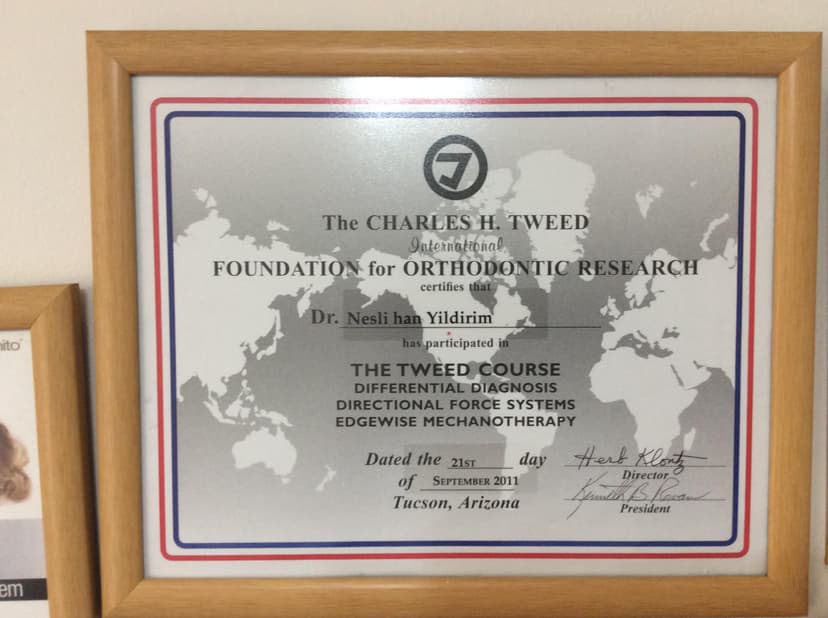 The CHARLES H. TWEED
International
FOUNDATION for ORTHODONTIC RESEARCH
certifies that
Dr. Nesli han Yildirim
has participated in
THE TWEED COURSE
DIFFERENTIAL DIAGNOSIS
DIRECTIONAL FORCE SYSTEMS
EDGEWISE MECHANOTHERAPY
Dated the 21ST day
of SEPTEMBER 2011
Tucson, Arizona
Herb Klontz
Director
Kenneth B.
President